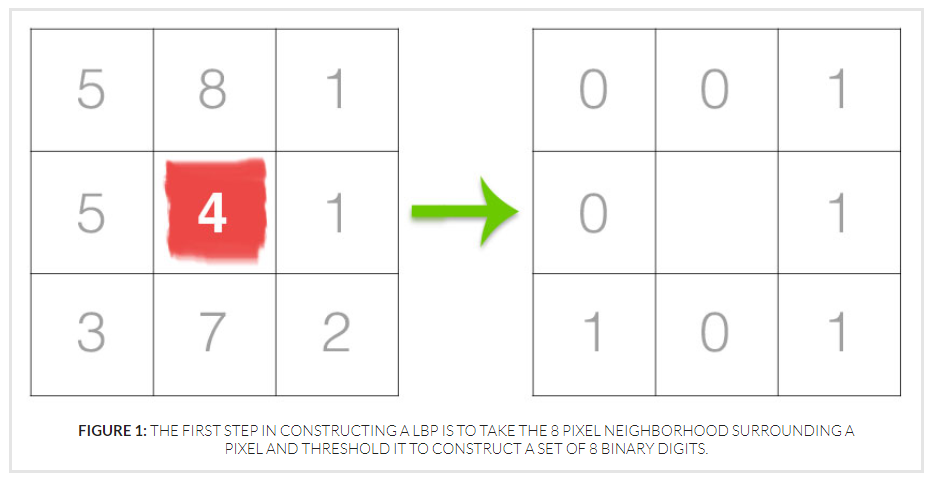 5 8 1 0 0 1
5 4 1 0 1
3 7 2 1 0 1
FIGURE 1: THE FIRST STEP IN CONSTRUCTING A LBP IS TO TAKE THE 8 PIXEL NEIGHBORHOOD SURROUNDING A
PIXEL AND THRESHOLD IT TO CONSTRUCT A SET OF 8 BINARY DIGITS.